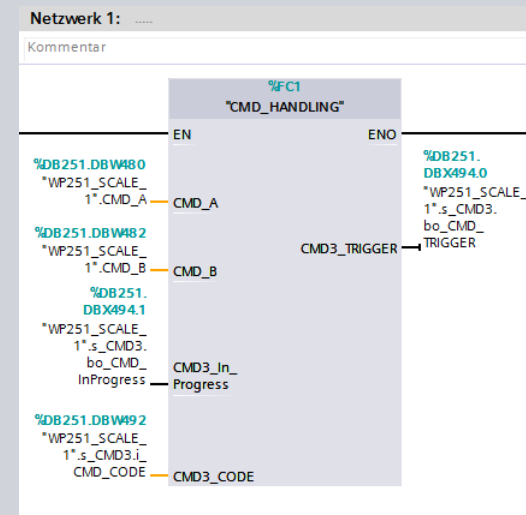 Netzwerk 1: .....
Kommentar
%FC1
"CMD_HANDLING"
EN
ENO
%DB251.DBW480
"WP251_SCALE_
1".CMD_A
CMD_A
%DB251.
DBX494.0
"WP251_SCALE_
1".s_CMD3.
bo_CMD_
TRIGGER
CMD3_TRIGGER
%DB251.DBW482
"WP251_SCALE_
1".CMD_B
CMD_B
%DB251.
DBX494.1
"WP251_SCALE_
1".s_CMD3.
bo_CMD_
InProgress
CMD3_In_
Progress
%DB251.DBW492
"WP251_SCALE_
1".s_CMD3.i_
CMD_CODE
CMD3_CODE